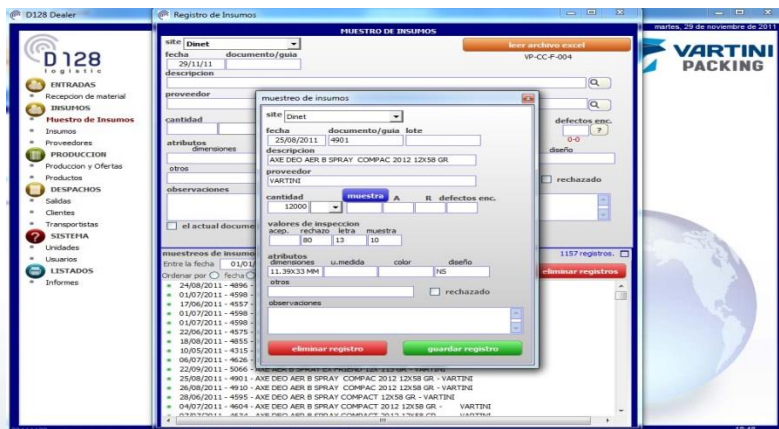 D128 Dealer
Registro de Insumos
martes, 29 de noviembre de 2011
D128
logistic
ENTRADAS
Recepcion de material
INSUMOS
Muestro de Insumos
Insumos
Proveedores
PRODUCCION
Produccion y Ofertas
Productos
DESPACHOS
Salidas
Clientes
Transportistas
SISTEMA
Unidades
Usuarios
LISTADOS
Informes
MUESTRO DE INSUMOS
site Dinet
leer archivo excel
fecha documento/guia
VP-CC-F-004
29/11/11
descripcion
proveedor
cantidad
defectos enc.
?
0-0
atributos
dimensiones
diseño
otros
rechazado
observaciones
el actual docume
muestreos de insumo
1157 registros.
Entre la fecha 01/01/
Ordenar por fecha
eliminar registros
24/08/2011 - 4896 -
01/07/2011 - 4598 -
17/06/2011 - 4557 -
01/07/2011 - 4598 -
01/07/2011 - 4598 -
22/06/2011 - 4575 -
18/08/2011 - 4855 -
10/05/2011 - 4315 -
06/07/2011 - 4626 -
22/09/2011 - 5066 -
25/08/2011 - 4901 - AXE DEO AER B SPRAY COMPAC 2012 12X58 GR - VARTINI
26/08/2011 - 4910 - AXE DEO AER B SPRAY COMPAC 2012 12X58 GR - VARTINI
28/06/2011 - 4595 - AXE DEO AER B SPRAY COMPACT 12X58 GR - VARTINI
04/07/2011 - 4604 - AXE DEO AER B SPRAY COMPACT 2012 12X58 GR - VARTINI
muestreo de insumos
site Dinet
fecha documento/guia lote
25/08/2011 4901
descripcion
AXE DEO AER B SPRAY COMPAC 2012 12X58 GR
proveedor
VARTINI
cantidad muestra A R defectos enc.
12000
valores de inspeccion
acep. rechazo letra muestra
80 13 10
atributos
dimensiones u.medida color diseño
11.39X33 MM NS
otros
rechazado
observaciones
eliminar registro guardar registro
VARTINI
PACKING